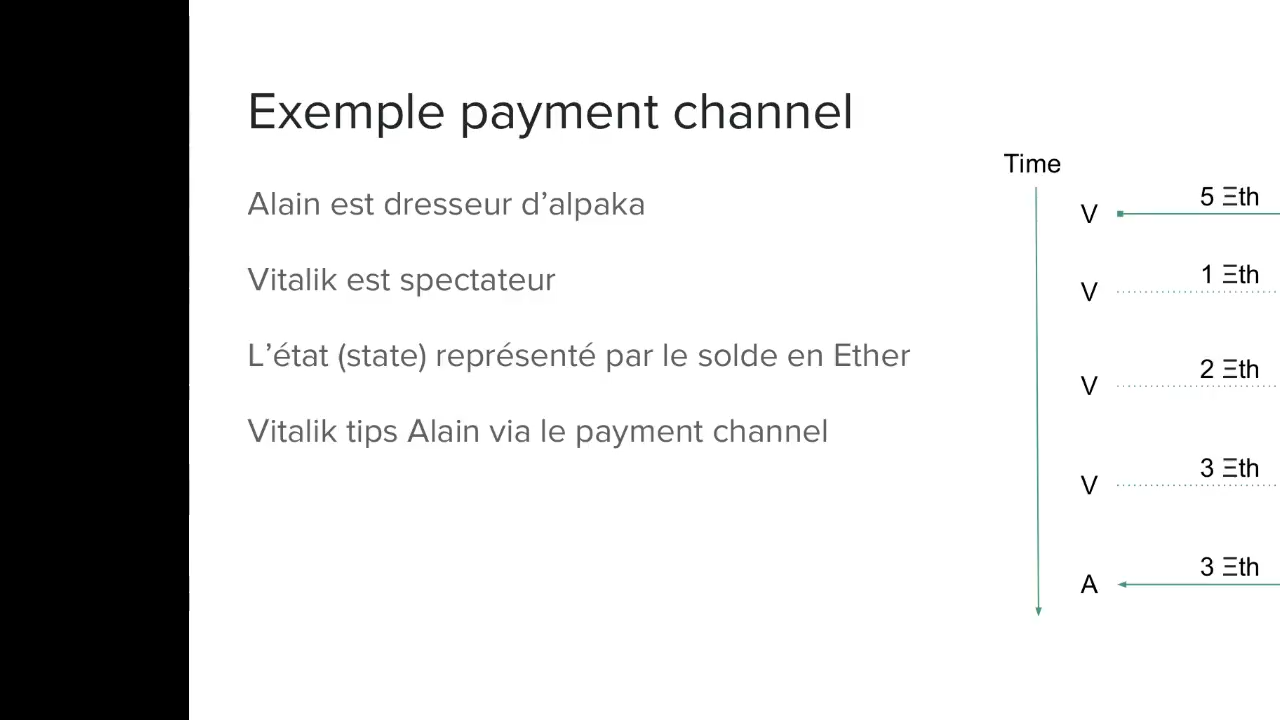 Exemple payment channel
Alain est dresseur d’alpaka
Vitalik est spectateur
L’état (state) représenté par le solde en Ether
Vitalik tips Alain via le payment channel
Time
V 5 Ξth
V 1 Ξth
V 2 Ξth
V 3 Ξth
A 3 Ξth